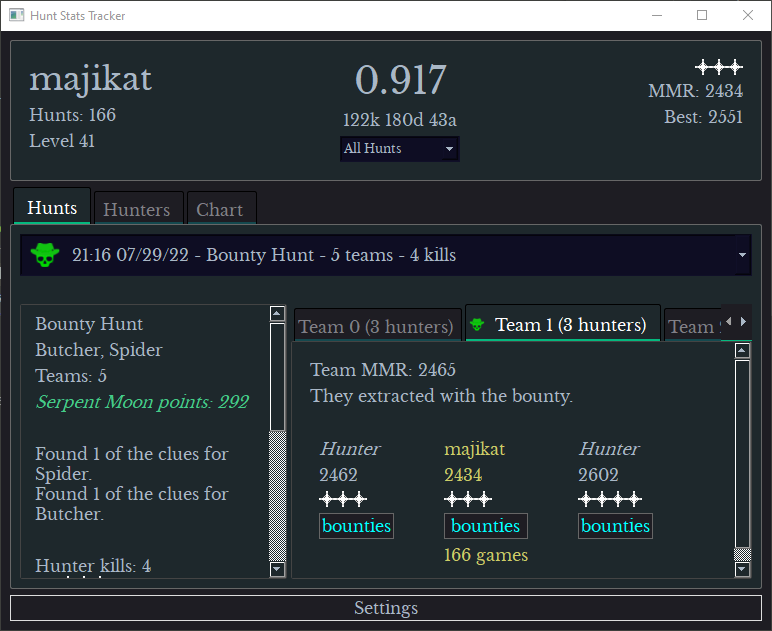 Hunt Stats Tracker
majikat
Hunts: 166
Level 41
0.917
122k 180d 43a
All Hunts
MMR: 2434
Best: 2551
Hunts
Hunters
Chart
21:16 07/29/22 - Bounty Hunt - 5 teams - 4 kills
Bounty Hunt
Butcher, Spider
Teams: 5
Serpent Moon points: 292
Found 1 of the clues for
Spider.
Found 1 of the clues for
Butcher.
Hunter kills: 4
Team 0 (3 hunters)
Team 1 (3 hunters)
Team
Team MMR: 2465
They extracted with the bounty.
Hunter majikat Hunter
2462 2434 2602
bounties bounties bounties
166 games
Settings